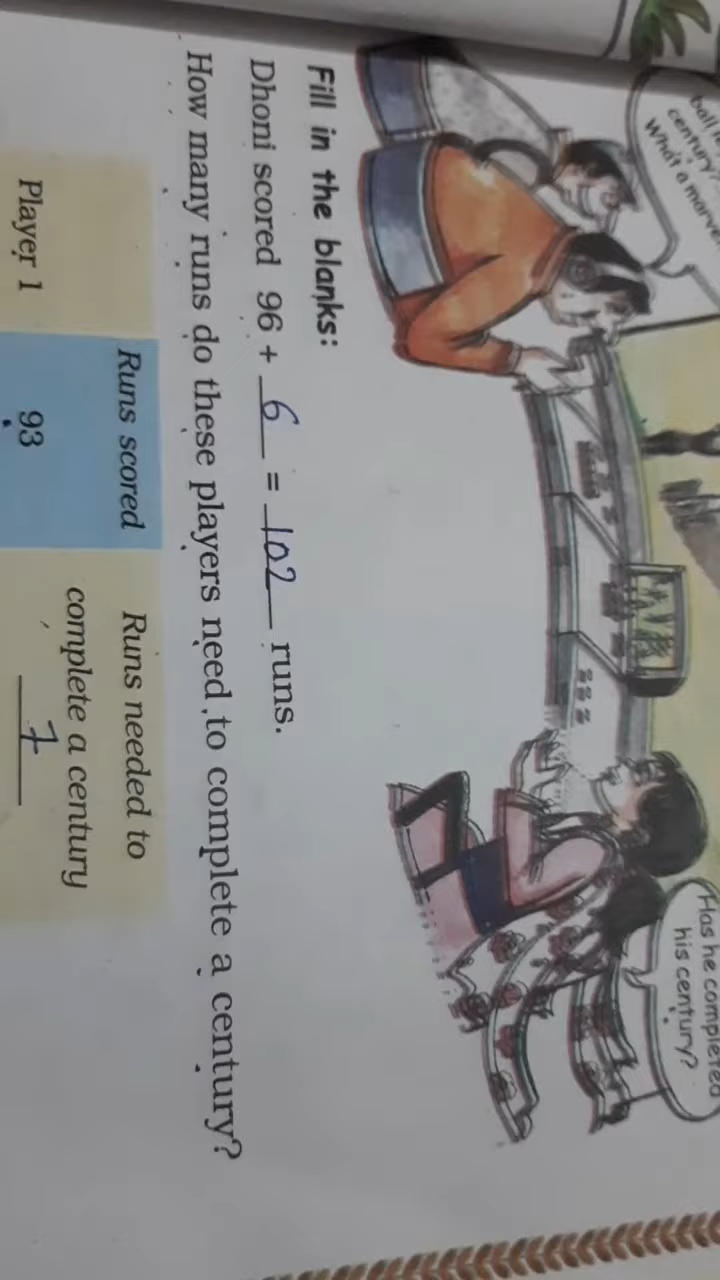 century?
What a
Has he completed
his century?
Fill in the blanks:
Dhoni scored 96 + 6 = 102 runs.
How many runs do these players need to complete a century?
Runs scored
Runs needed to
complete a century
Player 1
93
7